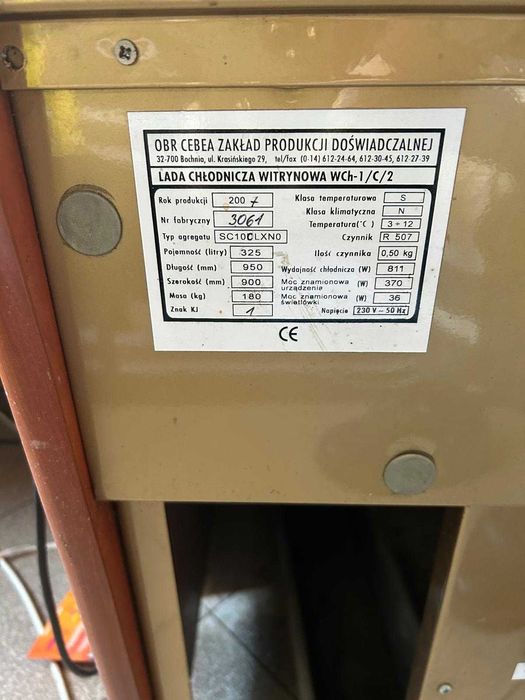 OBR CEBEA ZAKŁAD PRODUKCJI DOŚWIADCZALNEJ
32-700 Bochnia, ul. Krasińskiego 29, tel/fax (0-14) 612-24-64, 612-30-45, 612-27-39
LADA CHŁODNICZA WITRYNOWA WCh-1/C/2
Rok produkcji 2007
Nr fabryczny 3061
Typ agregatu SC10CLXN0
Pojemność (litry) 325
Długość (mm) 950
Szerokość (mm) 900
Masa (kg) 180
Znak KJ 1
Klasa temperaturowa S
Klasa klimatyczna N
Temperatura(°C) 3÷12
Czynnik R 507
Ilość czynnika 0,50 kg
Wydajność chłodnicza (W) 811
Moc znamionowa urządzenia (W) 370
Moc znamionowa świetlówki (W) 36
Napięcie 230 V ~ 50 Hz
CE